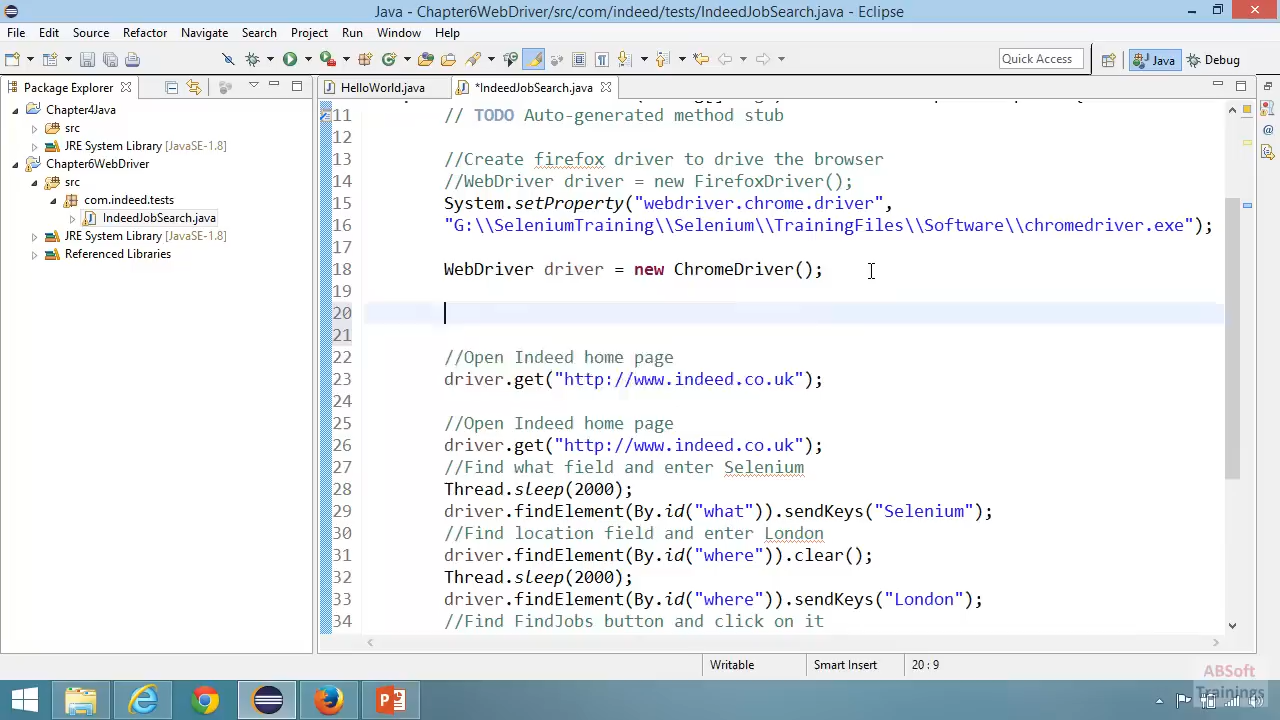 Java - Chapter6WebDriver/src/com/indeed/tests/IndeedJobSearch.java - Eclipse
File Edit Source Refactor Navigate Search Project Run Window Help
Quick Access Java Debug
Package Explorer
HelloWorld.java *IndeedJobSearch.java
Chapter4Java
src
JRE System Library [JavaSE-1.8]
Chapter6WebDriver
src
com.indeed.tests
IndeedJobSearch.java
JRE System Library [JavaSE-1.8]
Referenced Libraries
11 // TODO Auto-generated method stub
12
13 //Create firefox driver to drive the browser
14 //WebDriver driver = new FirefoxDriver();
15 System.setProperty("webdriver.chrome.driver",
16 "G:\\SeleniumTraining\\Selenium\\TrainingFiles\\Software\\chromedriver.exe");
17
18 WebDriver driver = new ChromeDriver();
19
20
21
22 //Open Indeed home page
23 driver.get("http://www.indeed.co.uk");
24
25 //Open Indeed home page
26 driver.get("http://www.indeed.co.uk");
27 //Find what field and enter Selenium
28 Thread.sleep(2000);
29 driver.findElement(By.id("what")).sendKeys("Selenium");
30 //Find location field and enter London
31 driver.findElement(By.id("where")).clear();
32 Thread.sleep(2000);
33 driver.findElement(By.id("where")).sendKeys("London");
34 //Find FindJobs button and click on it
Writable Smart Insert 20 : 9
ABSoft
Trainings